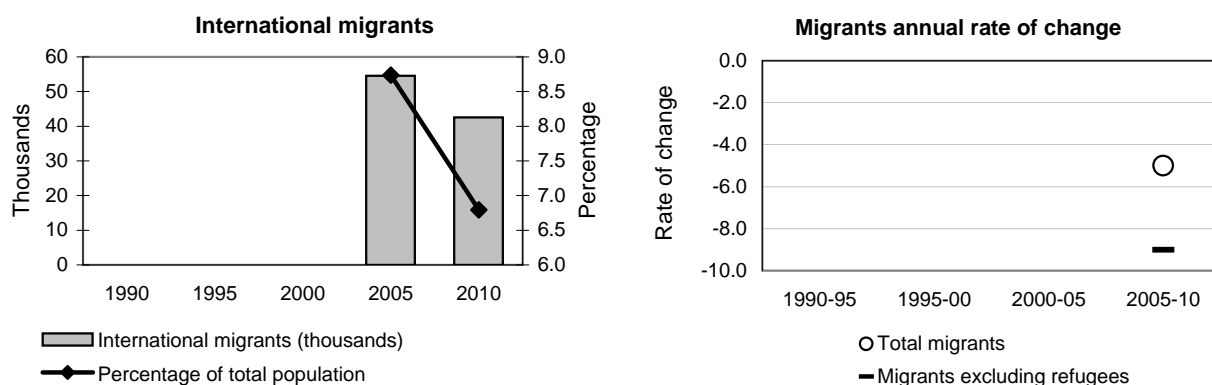 International migrants
60
50
40
30
20
10
0
Thousands
9.0
8.5
8.0
7.5
7.0
6.5
6.0
Percentage
1990 1995 2000 2005 2010
International migrants (thousands)
Percentage of total population
Migrants annual rate of change
0.0
-2.0
-4.0
-6.0
-8.0
-10.0
Rate of change
1990-95 1995-00 2000-05 2005-10
Total migrants
Migrants excluding refugees